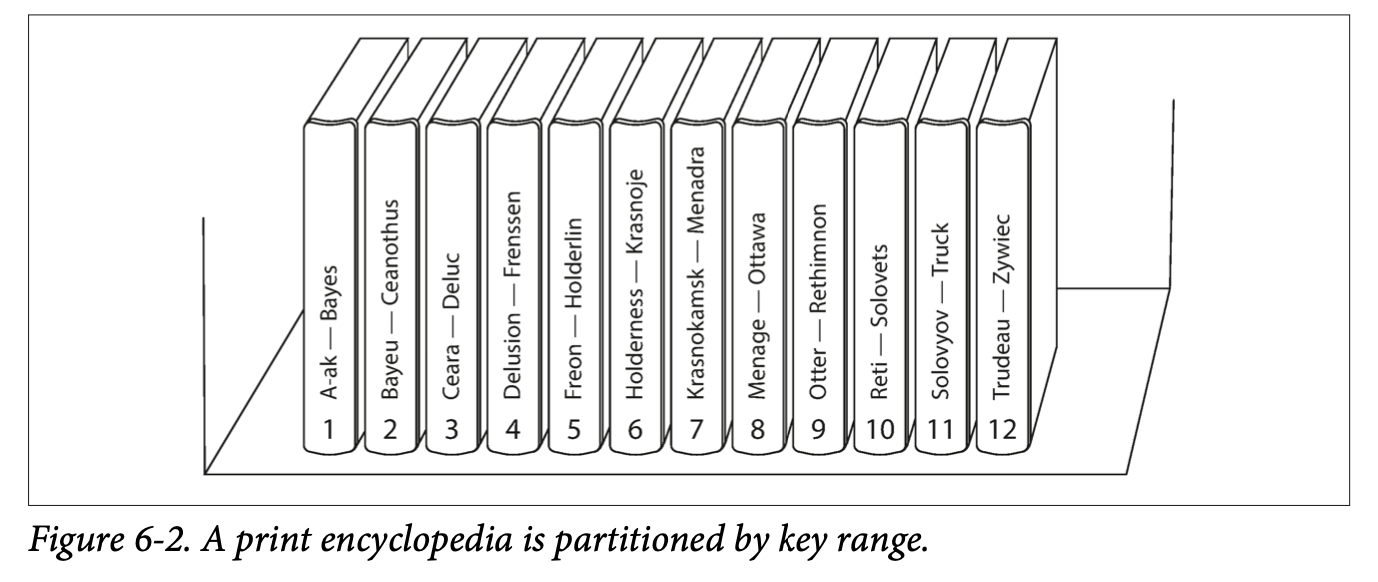 A-ak — Bayes
1
Bayeu — Ceanothus
2
Ceara — Deluc
3
Delusion — Frenssen
4
Freon — Holderlin
5
Holderness — Krasnoje
6
Krasnokamsk — Menadra
7
Menage — Ottawa
8
Otter — Rethimnon
9
Reti — Solovets
10
Solovyov — Truck
11
Trudeau — Zywiec
12
Figure 6-2. A print encyclopedia is partitioned by key range.